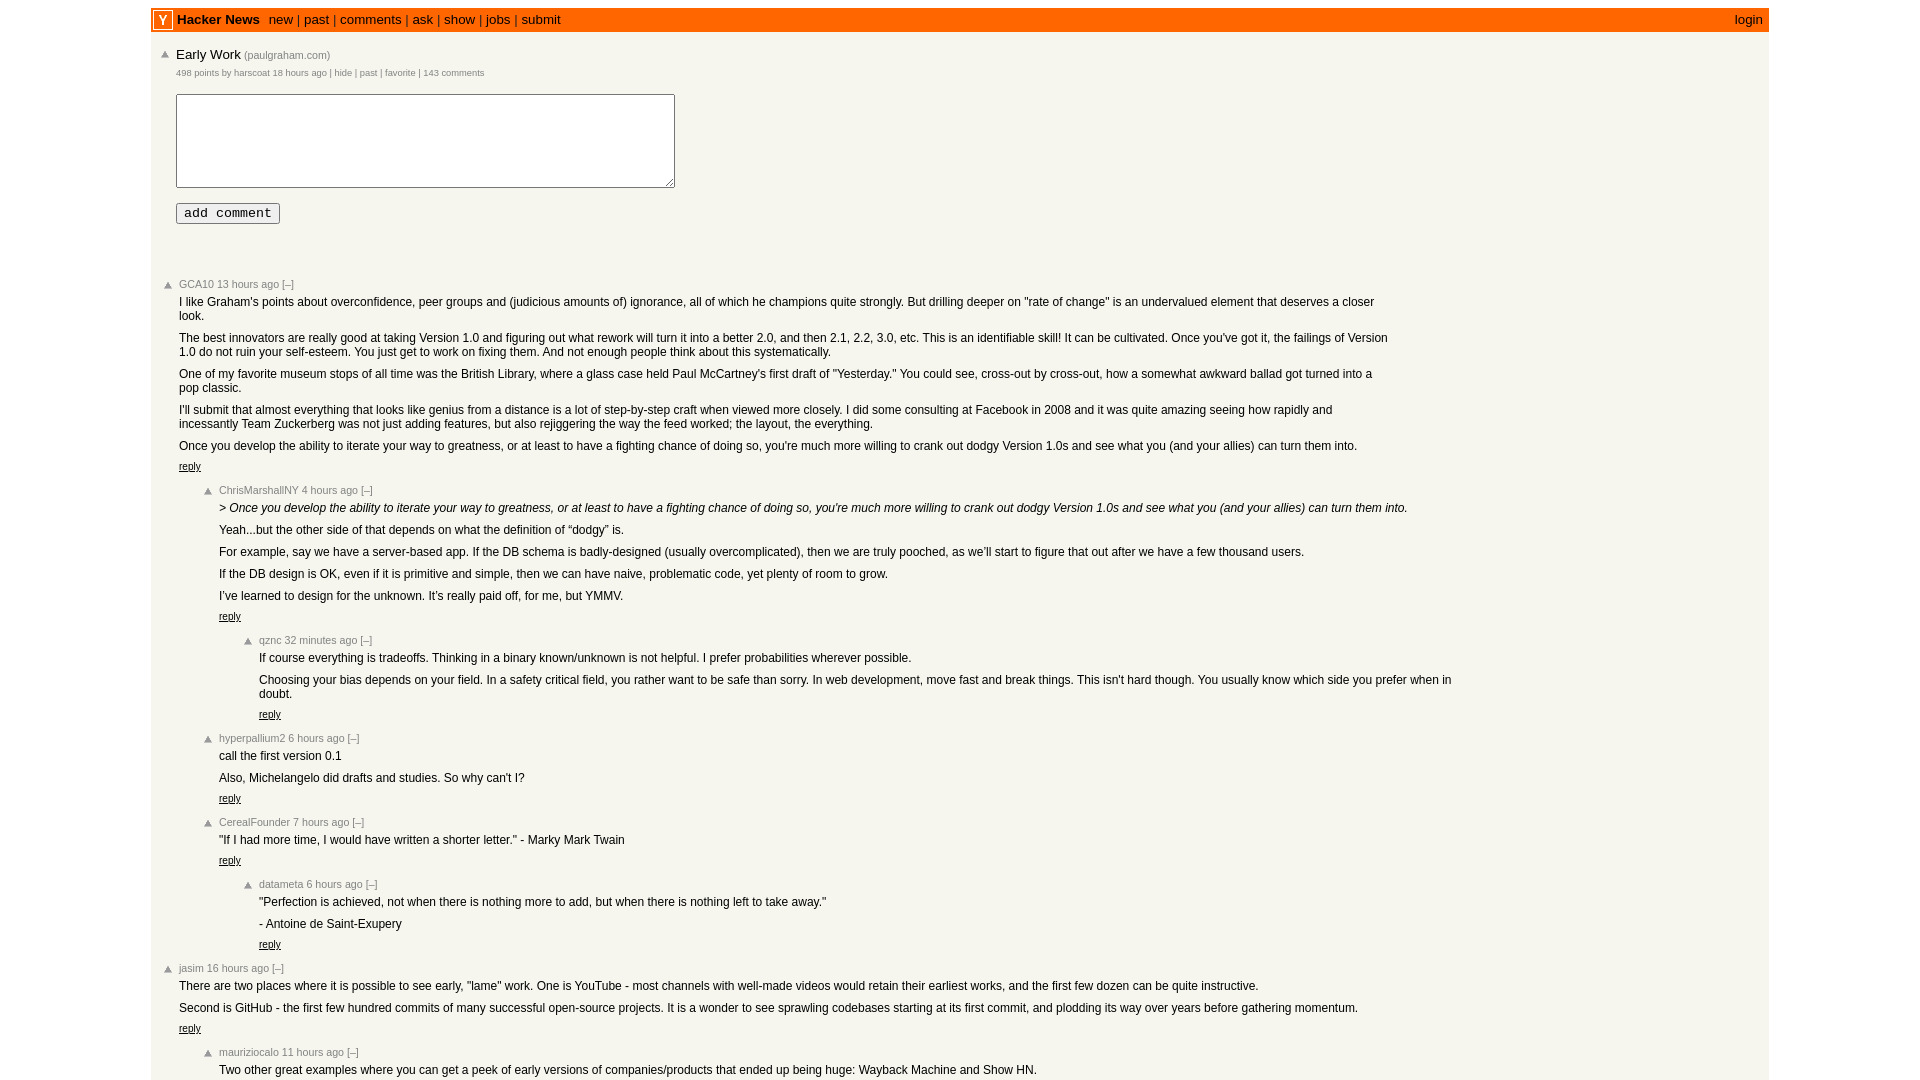 Y Hacker News new | past | comments | ask | show | jobs | submit login
Early Work (paulgraham.com)
498 points by harscoat 18 hours ago | hide | past | favorite | 143 comments
add comment
GCA10 13 hours ago [–]
I like Graham's points about overconfidence, peer groups and (judicious amounts of) ignorance, all of which he champions quite strongly. But drilling deeper on "rate of change" is an undervalued element that deserves a closer
look.
The best innovators are really good at taking Version 1.0 and figuring out what rework will turn it into a better 2.0, and then 2.1, 2.2, 3.0, etc. This is an identifiable skill! It can be cultivated. Once you've got it, the failings of Version
1.0 do not ruin your self-esteem. You just get to work on fixing them. And not enough people think about this systematically.
One of my favorite museum stops of all time was the British Library, where a glass case held Paul McCartney's first draft of "Yesterday." You could see, cross-out by cross-out, how a somewhat awkward ballad got turned into a
pop classic.
I'll submit that almost everything that looks like genius from a distance is a lot of step-by-step craft when viewed more closely. I did some consulting at Facebook in 2008 and it was quite amazing seeing how rapidly and
incessantly Team Zuckerberg was not just adding features, but also rejiggering the way the feed worked; the layout, the everything.
Once you develop the ability to iterate your way to greatness, or at least to have a fighting chance of doing so, you're much more willing to crank out dodgy Version 1.0s and see what you (and your allies) can turn them into.
reply
ChrisMarshallNY 4 hours ago [–]
> Once you develop the ability to iterate your way to greatness, or at least to have a fighting chance of doing so, you're much more willing to crank out dodgy Version 1.0s and see what you (and your allies) can turn them into.
Yeah...but the other side of that depends on what the definition of “dodgy” is.
For example, say we have a server-based app. If the DB schema is badly-designed (usually overcomplicated), then we are truly pooched, as we’ll start to figure that out after we have a few thousand users.
If the DB design is OK, even if it is primitive and simple, then we can have naive, problematic code, yet plenty of room to grow.
I’ve learned to design for the unknown. It’s really paid off, for me, but YMMV.
reply
qznc 32 minutes ago [–]
If course everything is tradeoffs. Thinking in a binary known/unknown is not helpful. I prefer probabilities wherever possible.
Choosing your bias depends on your field. In a safety critical field, you rather want to be safe than sorry. In web development, move fast and break things. This isn't hard though. You usually know which side you prefer when in
doubt.
reply
hyperpallium2 6 hours ago [–]
call the first version 0.1
Also, Michelangelo did drafts and studies. So why can't I?
reply
CerealFounder 7 hours ago [–]
"If I had more time, I would have written a shorter letter." - Marky Mark Twain
reply
datameta 6 hours ago [–]
"Perfection is achieved, not when there is nothing more to add, but when there is nothing left to take away."
- Antoine de Saint-Exupery
reply
jasim 16 hours ago [–]
There are two places where it is possible to see early, "lame" work. One is YouTube - most channels with well-made videos would retain their earliest works, and the first few dozen can be quite instructive.
Second is GitHub - the first few hundred commits of many successful open-source projects. It is a wonder to see sprawling codebases starting at its first commit, and plodding its way over years before gathering momentum.
reply
mauriziocalo 11 hours ago [–]
Two other great examples where you can get a peek of early versions of companies/products that ended up being huge: Wayback Machine and Show HN.